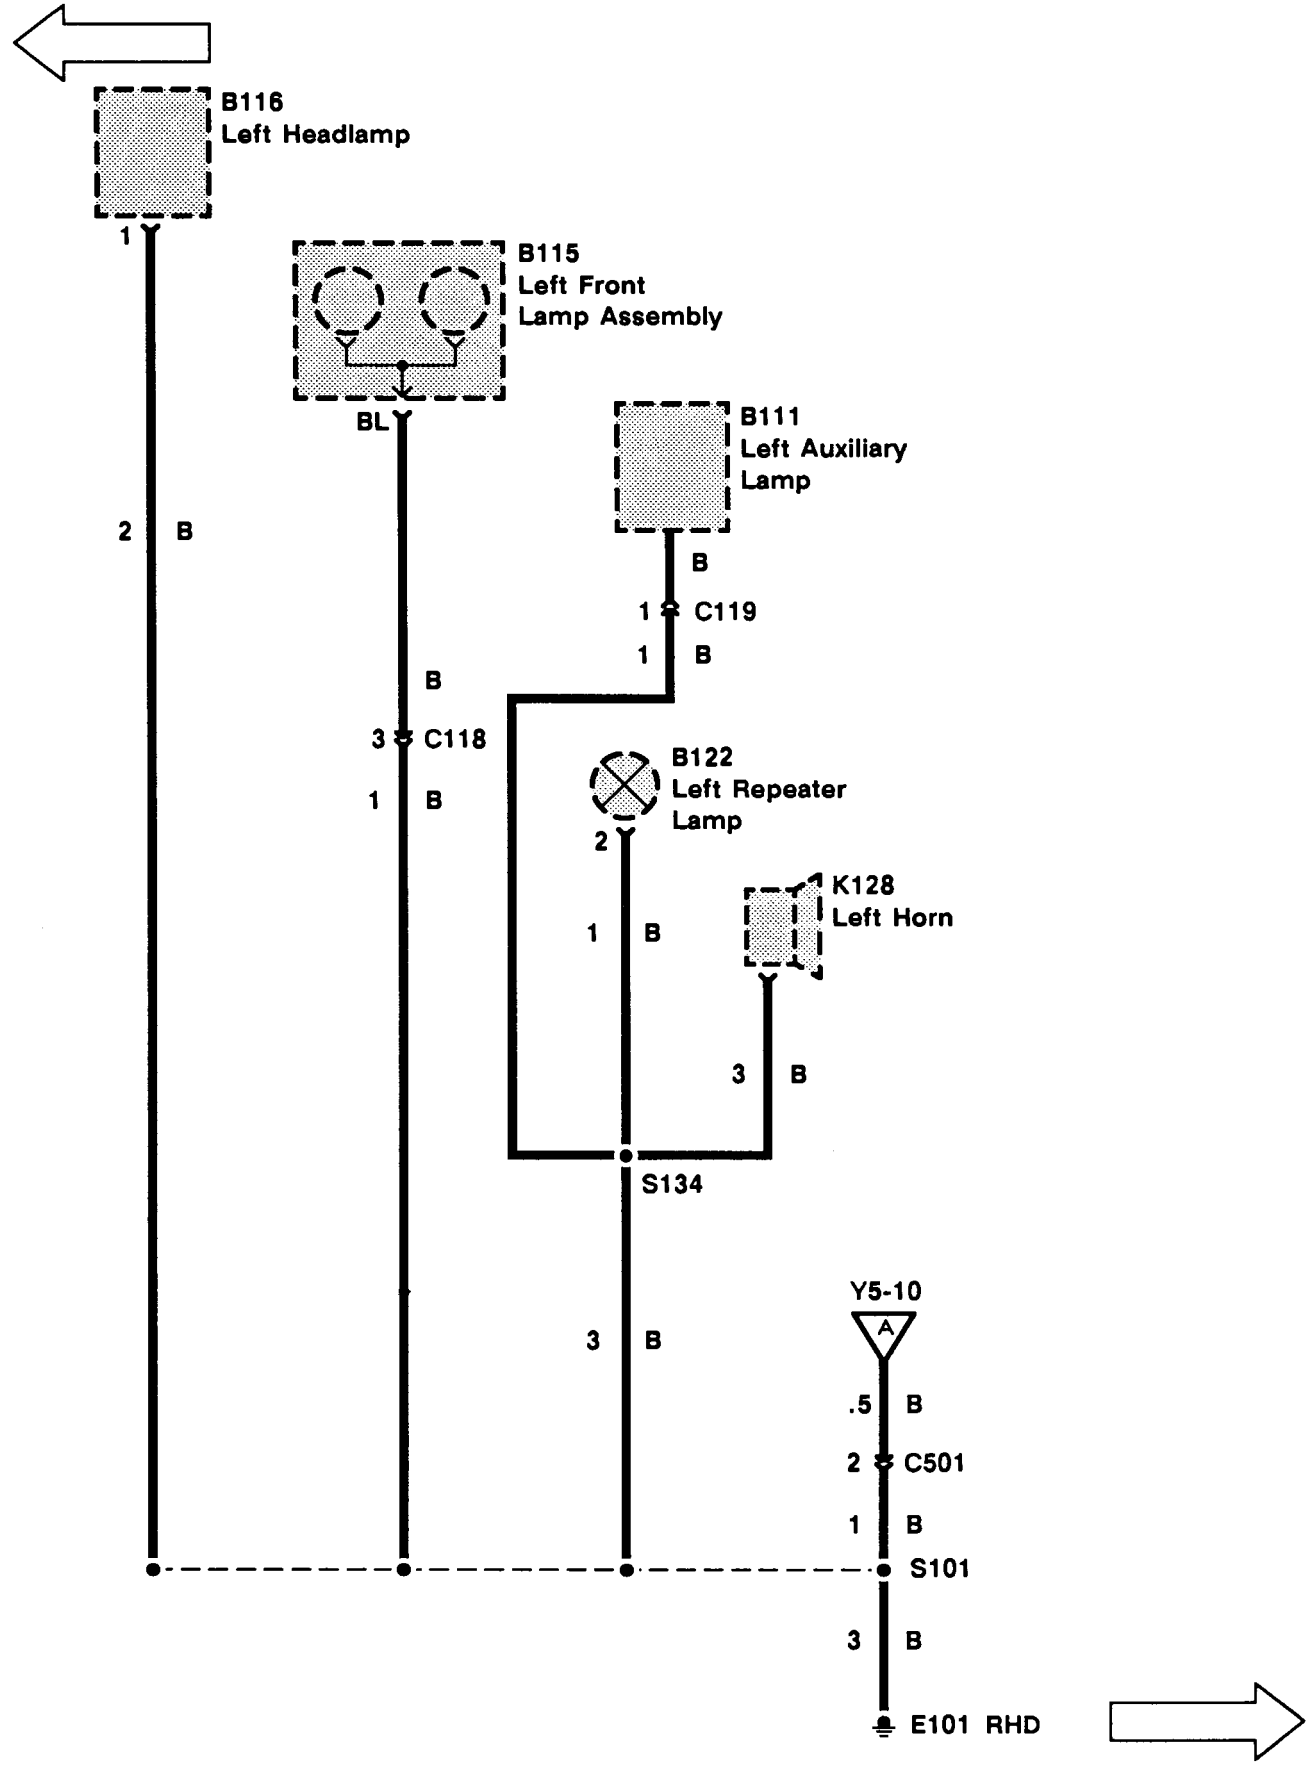 B116
Left Headlamp
1
B115
Left Front
Lamp Assembly
BL
B111
Left Auxiliary
Lamp
2 B
B
1 C119
1 B
B
3 C118
B122
Left Repeater
Lamp
1 B
2
K128
Left Horn
1 B
3 B
S134
Y5-10
A
3 B
.5 B
2 C501
1 B
S101
3 B
E101 RHD